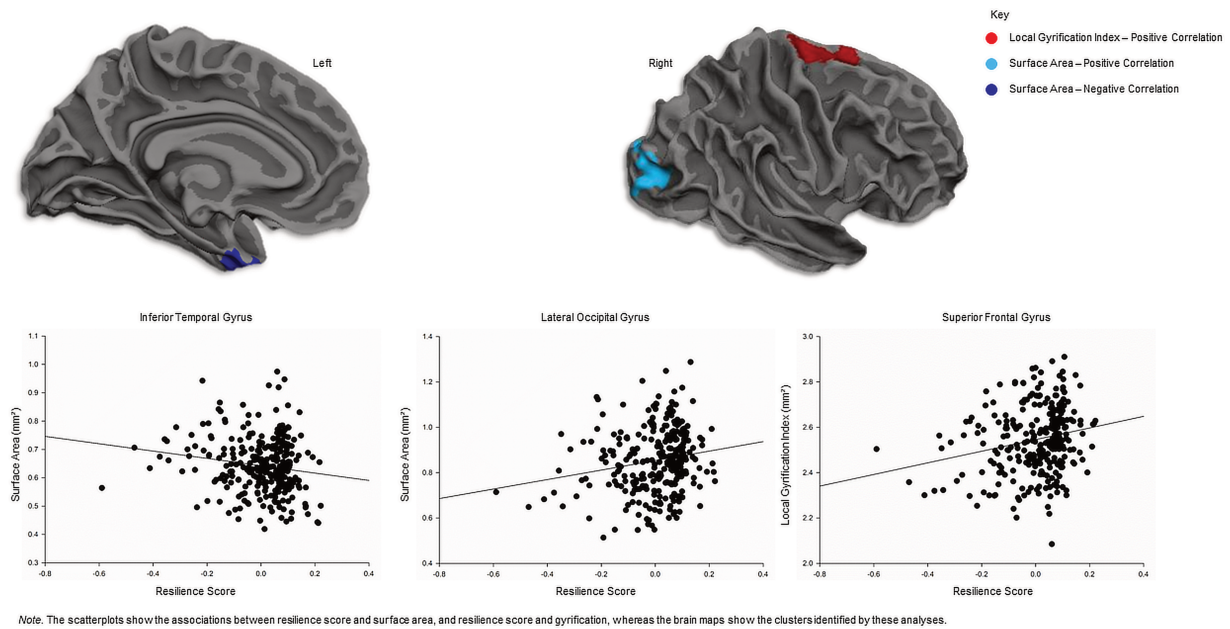 Key
Left
Right
Local Gyrification Index – Positive Correlation
Surface Area – Positive Correlation
Surface Area – Negative Correlation
Inferior Temporal Gyrus
1.1
1.0
0.9
0.8
0.7
0.6
0.5
0.4
0.3
Surface Area (mm²)
-0.8 -0.6 -0.4 -0.2 0.0 0.2 0.4
Resilience Score
Lateral Occipital Gyrus
1.4
1.2
1.0
0.8
0.6
0.4
Surface Area (mm²)
-0.8 -0.6 -0.4 -0.2 0.0 0.2 0.4
Resilience Score
Superior Frontal Gyrus
3.0
2.8
2.6
2.4
2.2
2.0
Local Gyrification Index (mm²)
-0.8 -0.6 -0.4 -0.2 0.0 0.2 0.4
Resilience Score
Note. The scatterplots show the associations between resilience score and surface area, and resilience score and gyrification, whereas the brain maps show the clusters identified by these analyses.